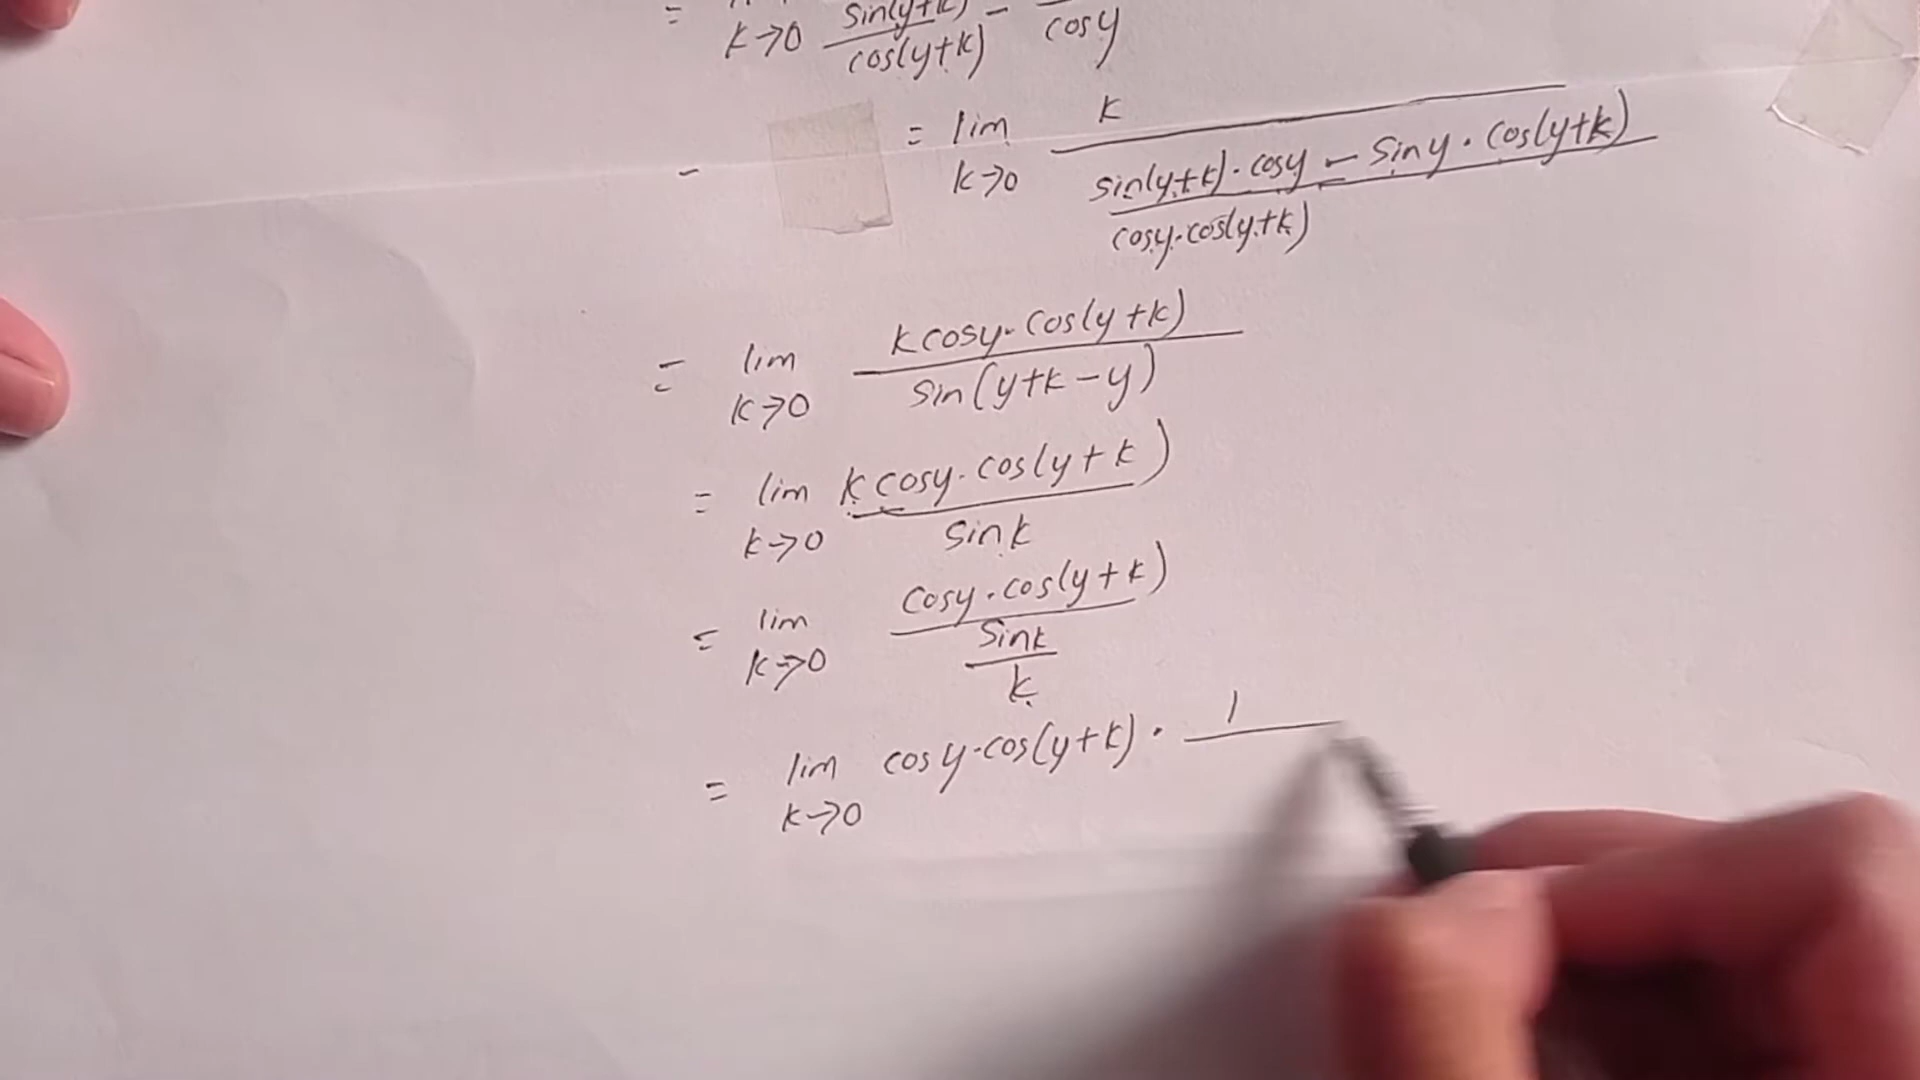 = k→0 sin(y+k) –
cos(y+k) cosy
= lim k
k→0 sin(y+k)·cosy – siny·cos(y+k)
cosy·cos(y+k)
= lim kcosy·cos(y+k)
k→0 sin(y+k-y)
= lim kcosy·cos(y+k)
k→0 sink
= lim cosy·cos(y+k)
k→0 sink
k
= lim cosy·cos(y+k) · 1
k→0